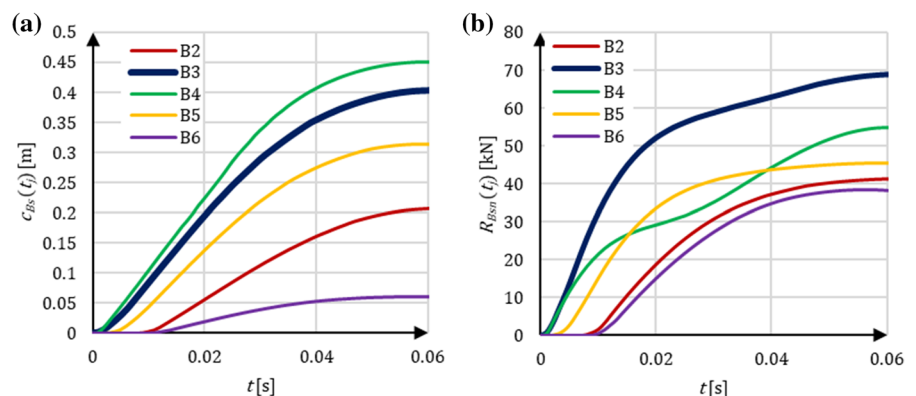 (a)
0.5
0.45
0.4
0.35
0.3
0.25
0.2
0.15
0.1
0.05
0
c_Bs(t_j) [m]
B2
B3
B4
B5
B6
0 0.02 0.04 0.06
t [s]
(b)
80
70
60
50
40
30
20
10
0
R_Bsn(t_j) [kN]
B2
B3
B4
B5
B6
0 0.02 0.04 0.06
t [s]